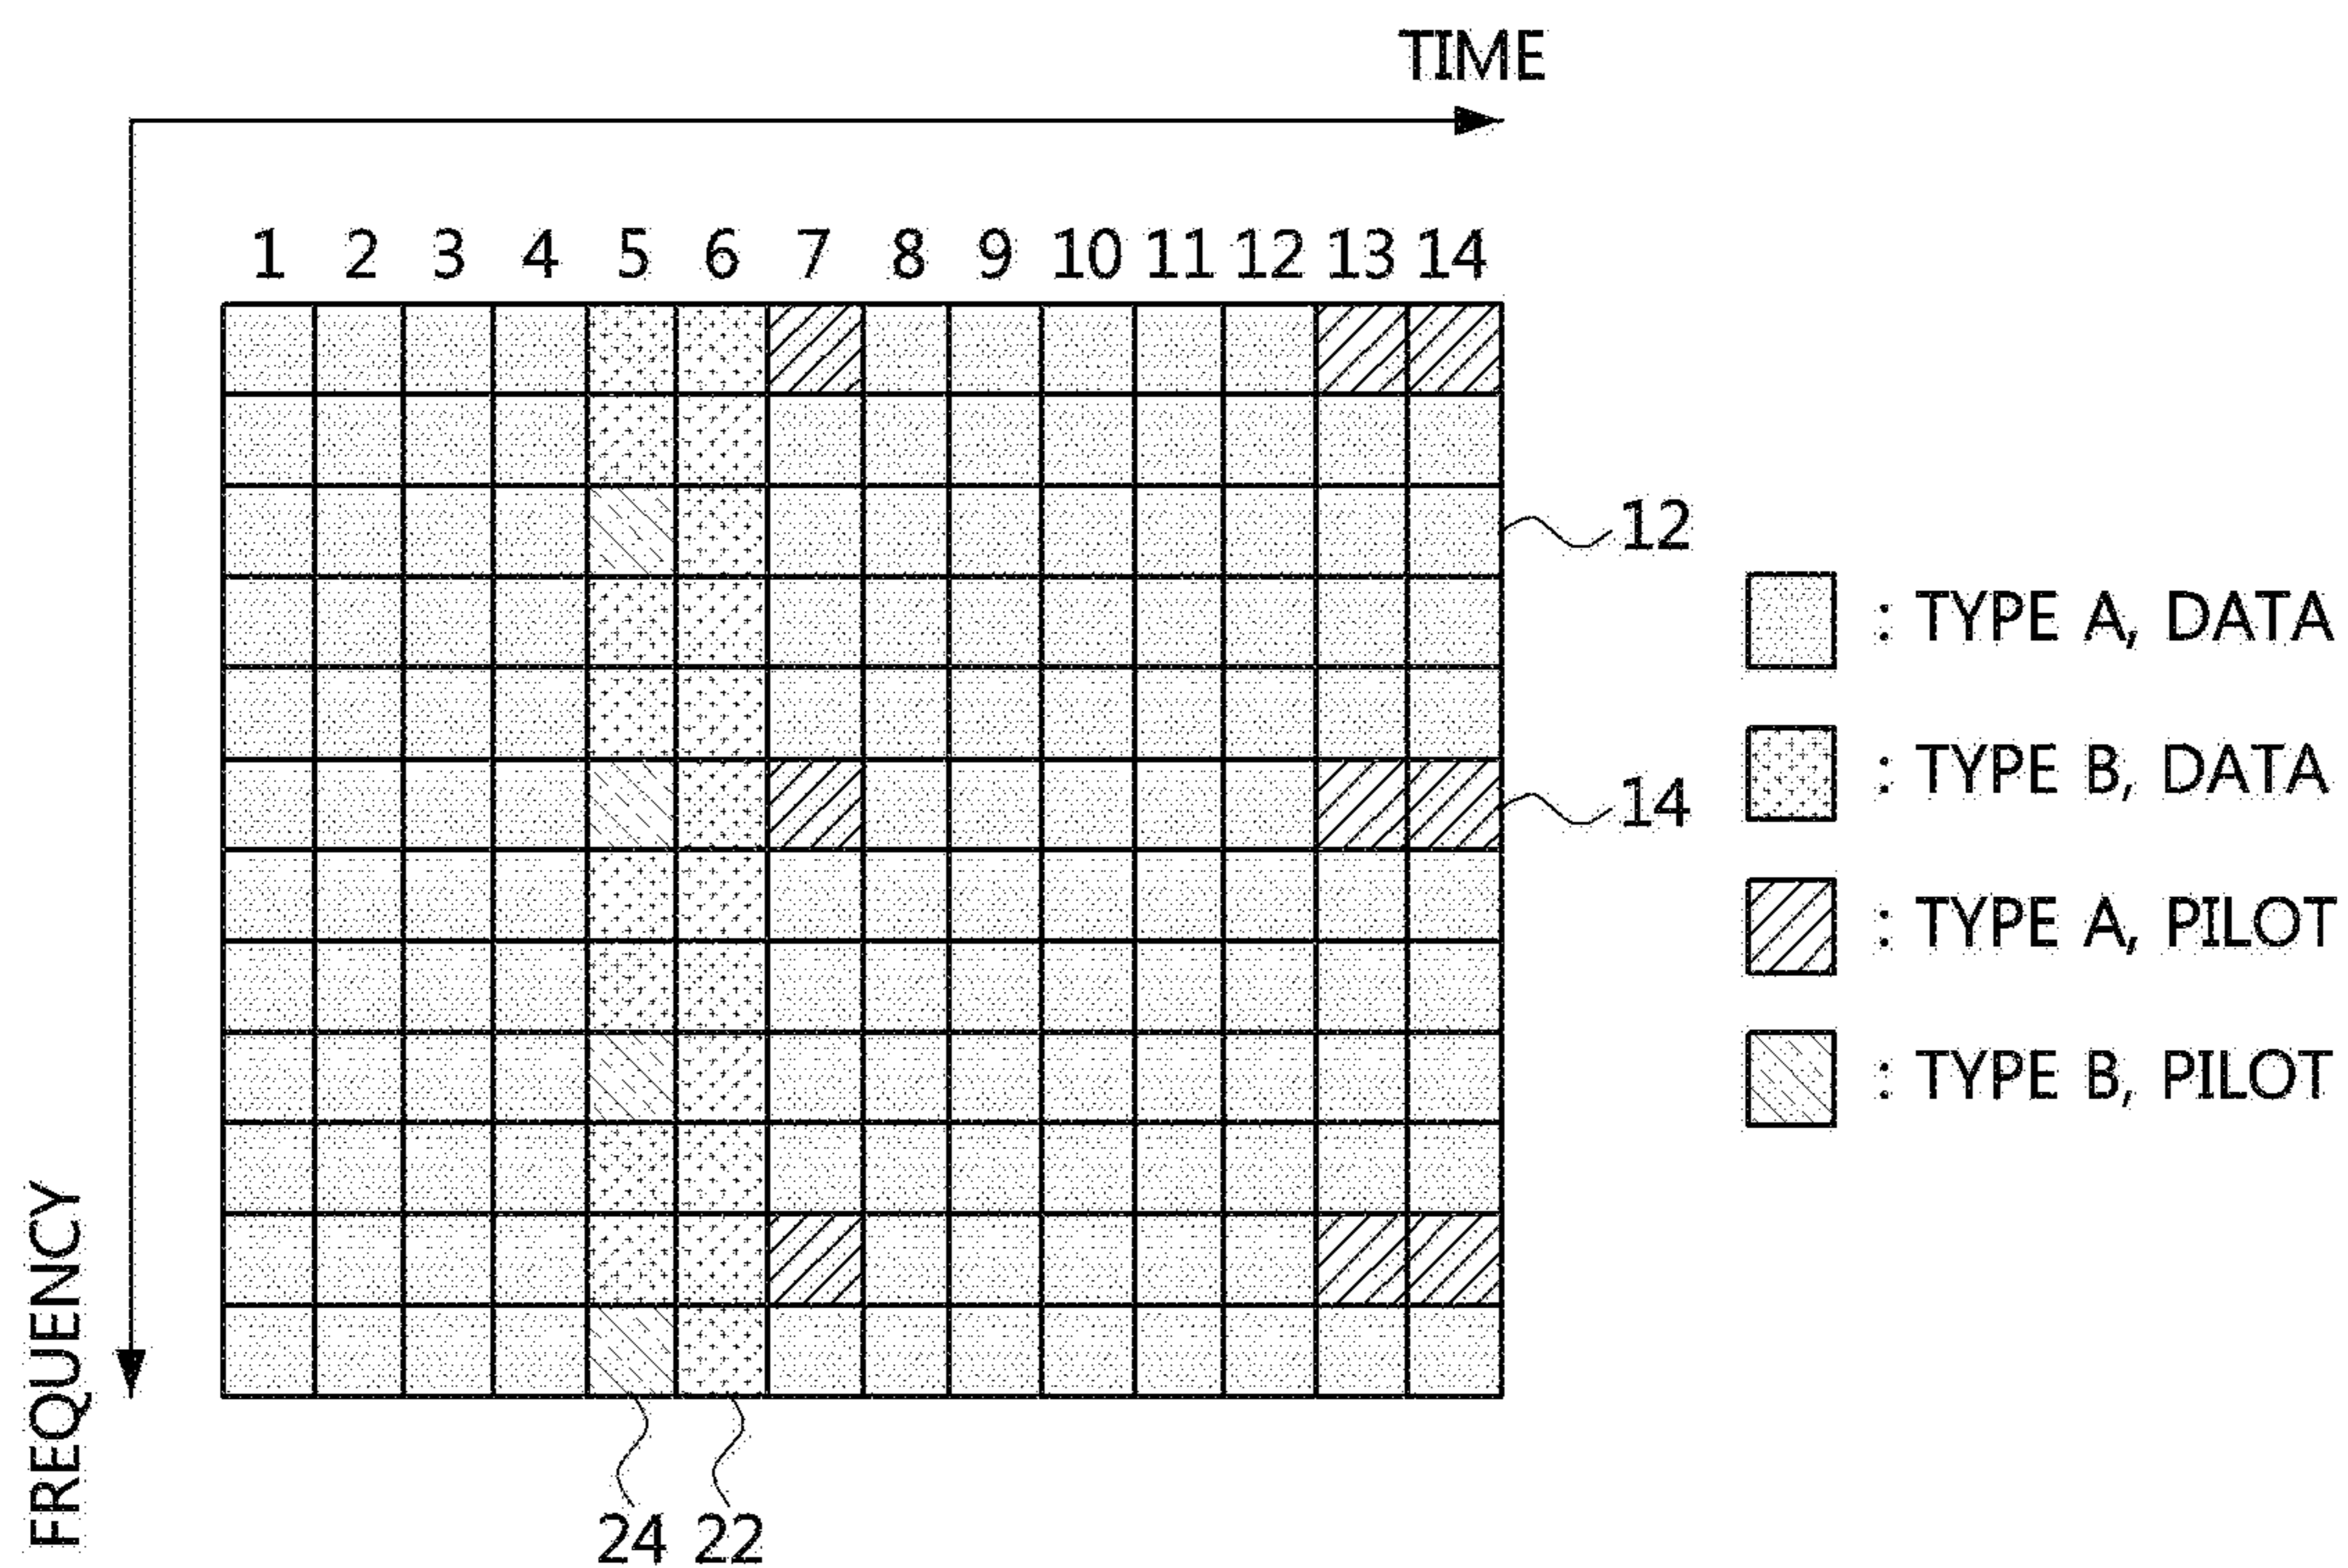 TIME
1 2 3 4 5 6 7 8 9 10 11 12 13 14
12
: TYPE A, DATA
: TYPE B, DATA
14
: TYPE A, PILOT
: TYPE B, PILOT
FREQUENCY
24 22